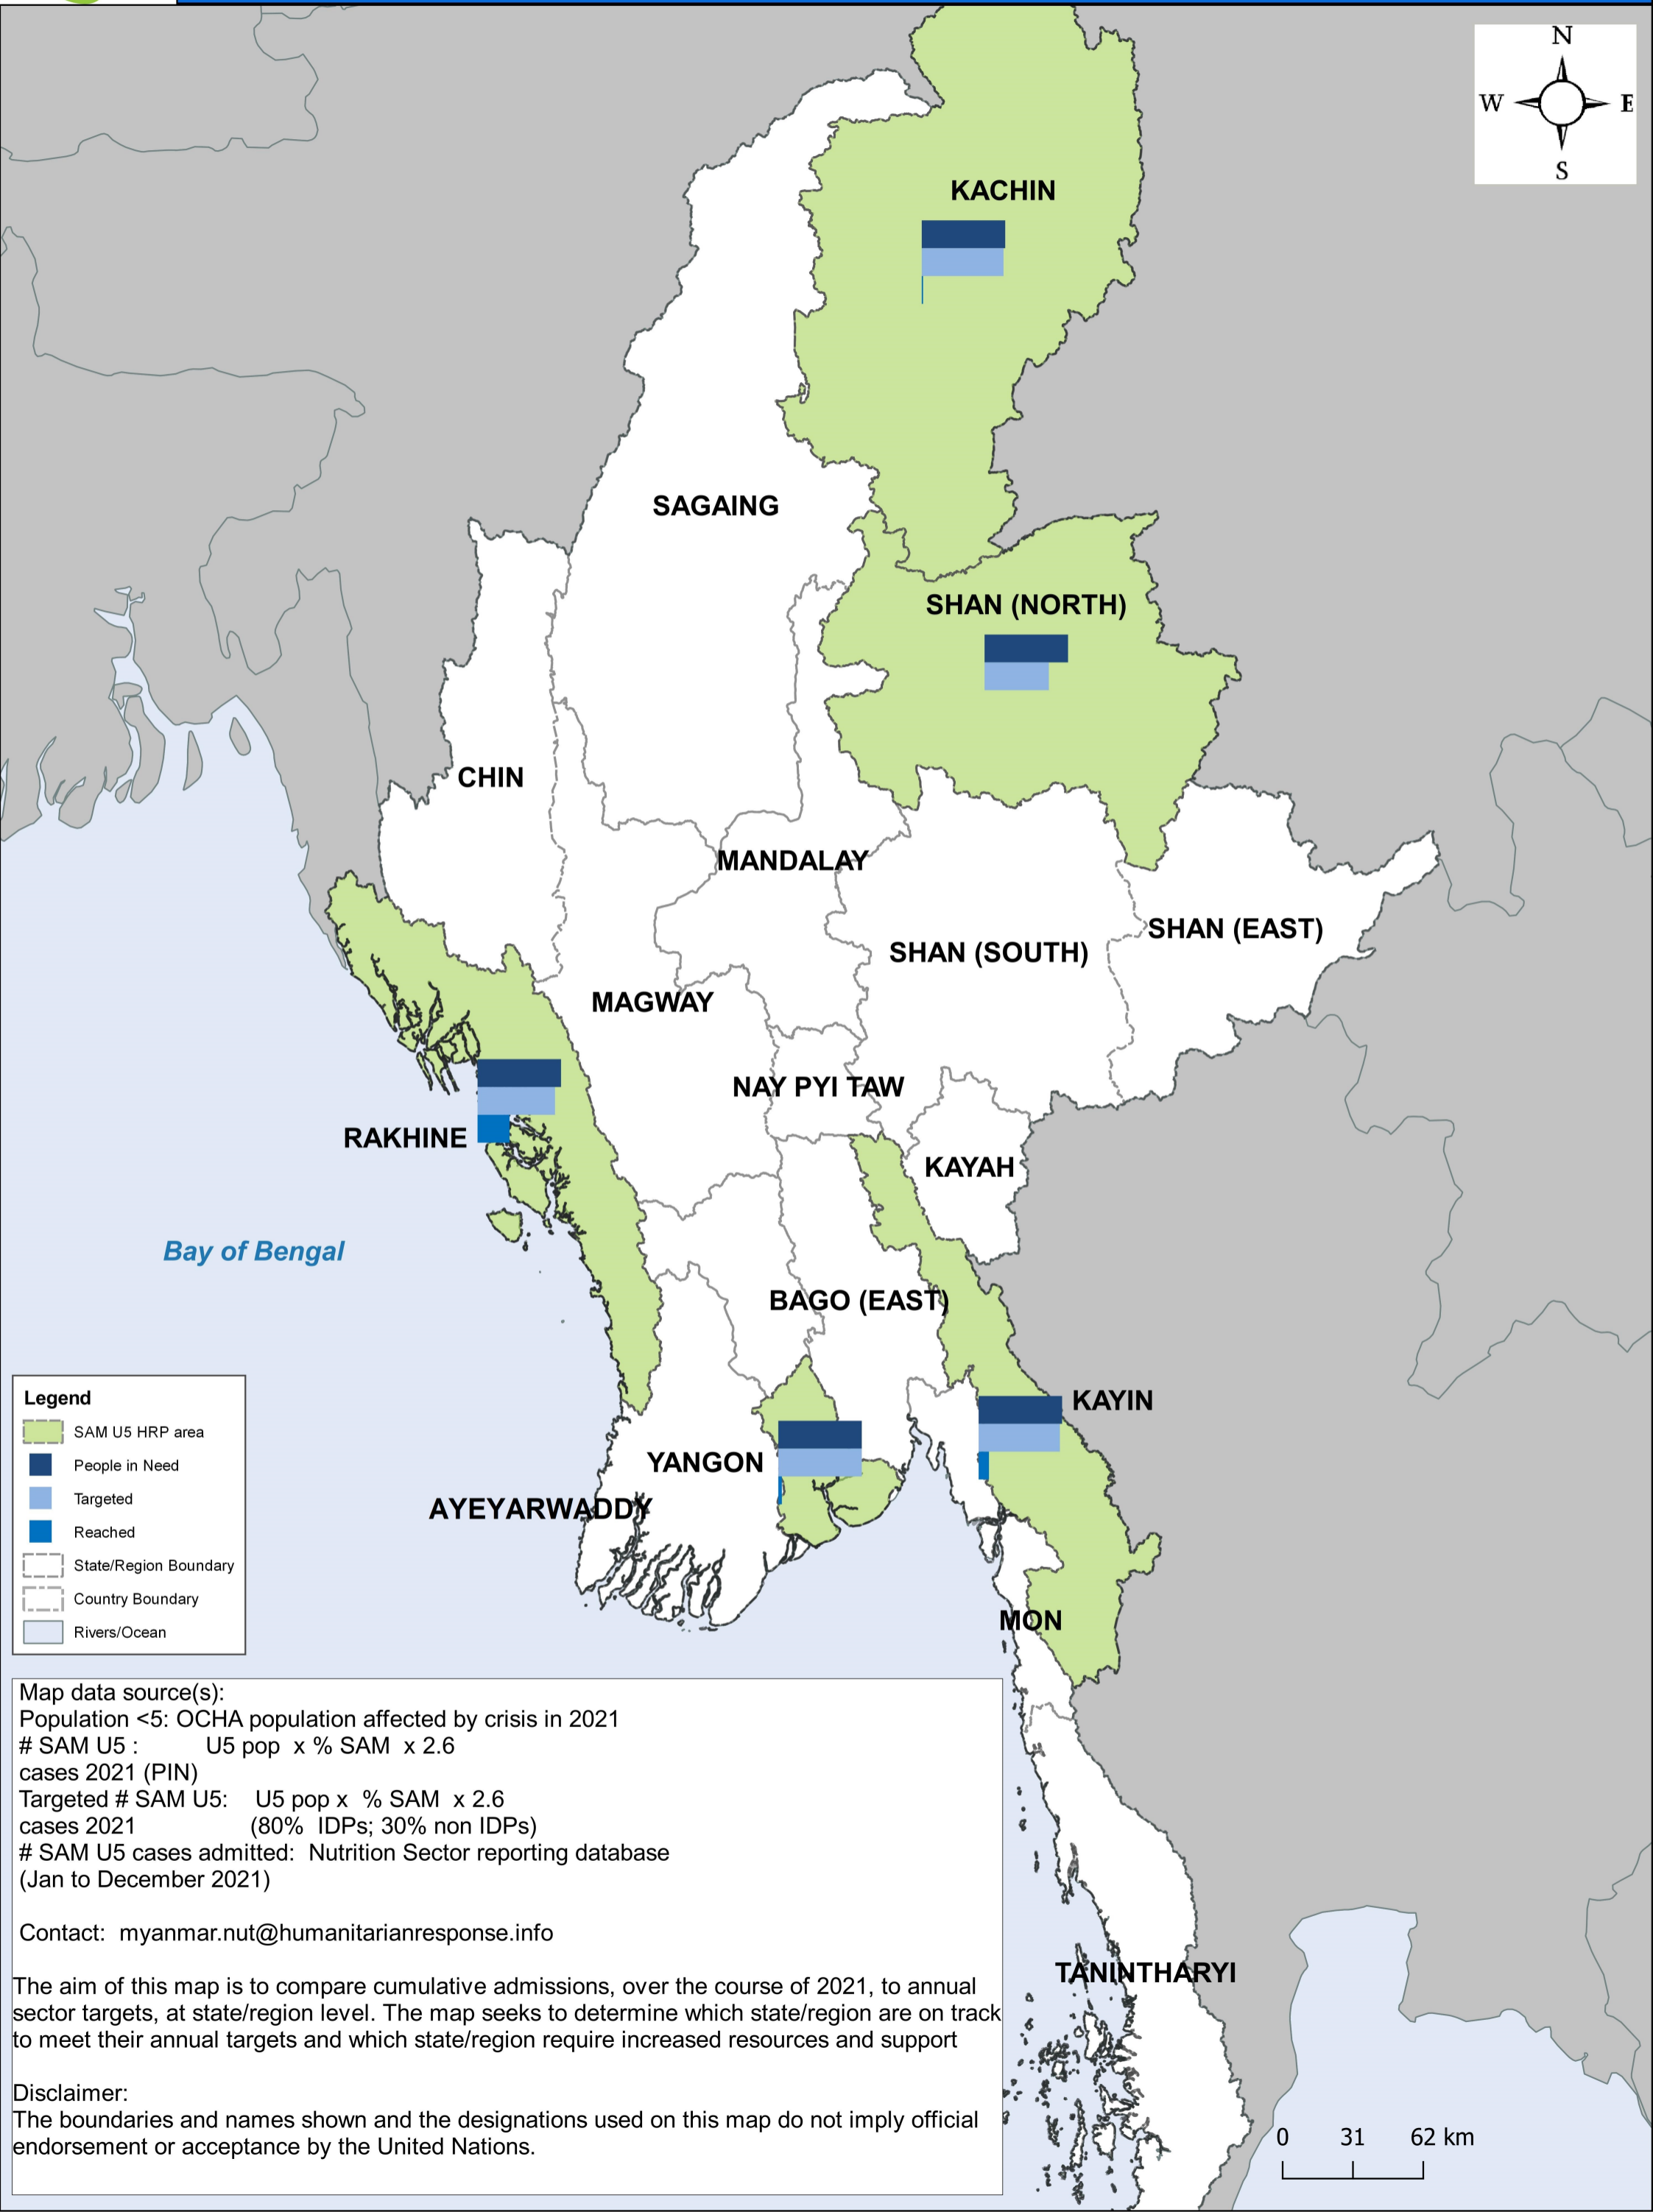 N
W E
S
KACHIN
SAGAING
SHAN (NORTH)
CHIN
MANDALAY
SHAN (EAST)
SHAN (SOUTH)
MAGWAY
NAY PYI TAW
RAKHINE
KAYAH
Bay of Bengal
BAGO (EAST)
KAYIN
YANGON
AYEYARWADDY
MON
TANINTHARYI
Legend
SAM U5 HRP area
People in Need
Targeted
Reached
State/Region Boundary
Country Boundary
Rivers/Ocean
Map data source(s):
Population <5: OCHA population affected by crisis in 2021
# SAM U5 : U5 pop x % SAM x 2.6
cases 2021 (PIN)
Targeted # SAM U5: U5 pop x % SAM x 2.6
cases 2021 (80% IDPs; 30% non IDPs)
# SAM U5 cases admitted: Nutrition Sector reporting database
(Jan to December 2021)
Contact: myanmar.nut@humanitarianresponse.info
The aim of this map is to compare cumulative admissions, over the course of 2021, to annual
sector targets, at state/region level. The map seeks to determine which state/region are on track
to meet their annual targets and which state/region require increased resources and support
Disclaimer:
The boundaries and names shown and the designations used on this map do not imply official
endorsement or acceptance by the United Nations.
0 31 62 km